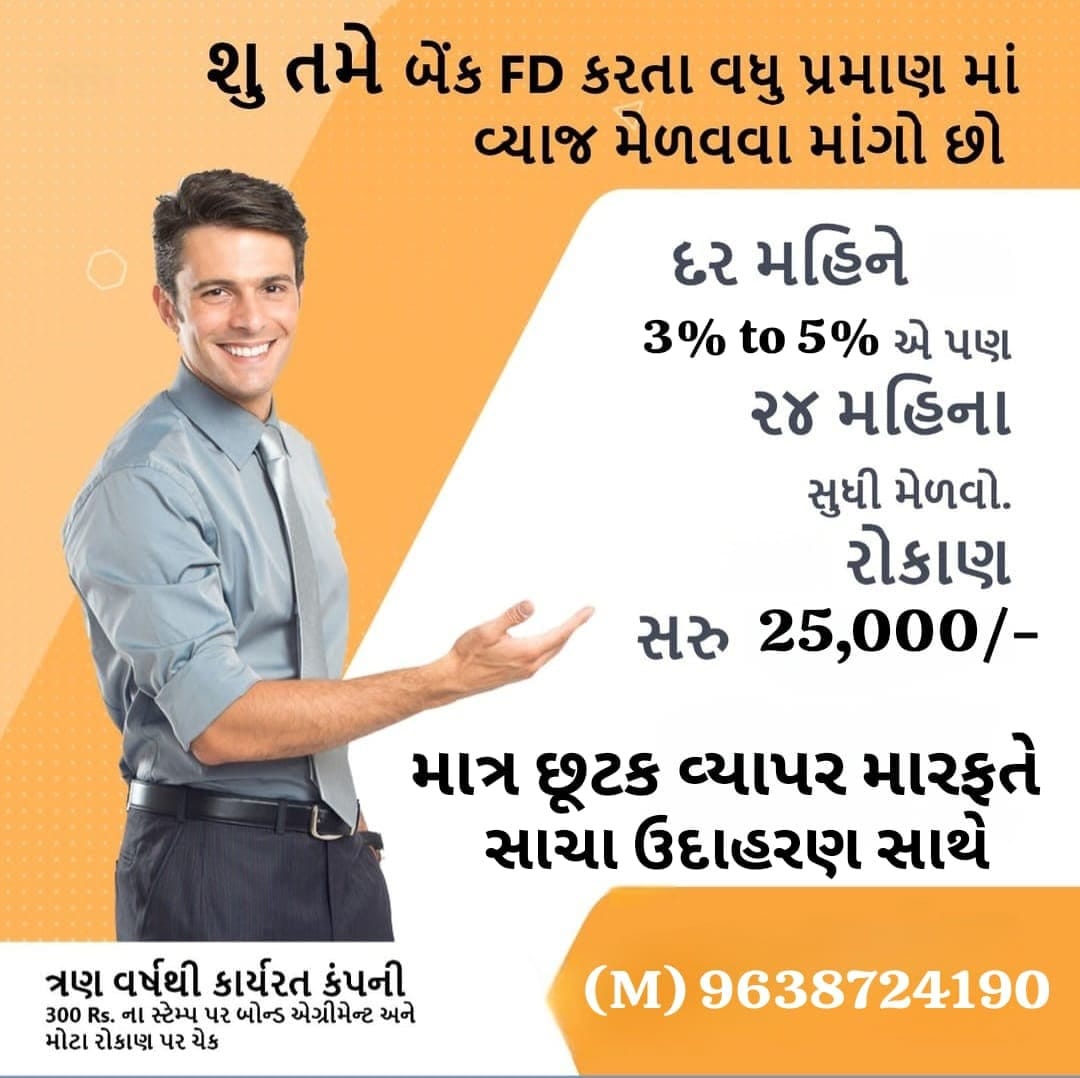 શુ તમે બેંક FD કરતા વધુ પ્રમાણ માં
વ્યાજ મેળવવા માંગો છો
દર મહિને
3% to 5% એ પણ
૨૪ મહિના
સુધી મેળવો.
રોકાણ
સરુ 25,000/-
માત્ર છૂટક વ્યાપર મારફતે
સાચા ઉદાહરણ સાથે
ત્રણ વર્ષથી કાર્યરત કંપની
300 Rs. ના સ્ટેમ્પ પર બોન્ડ એગ્રીમેન્ટ અને
મોટા રોકાણ પર ચેક
(M) 9638724190